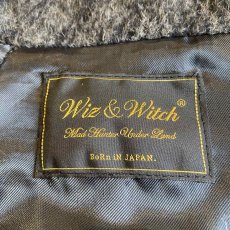 Wiz & Witch®
Mad Hunter Under Land
BoRn iN JAPAN.